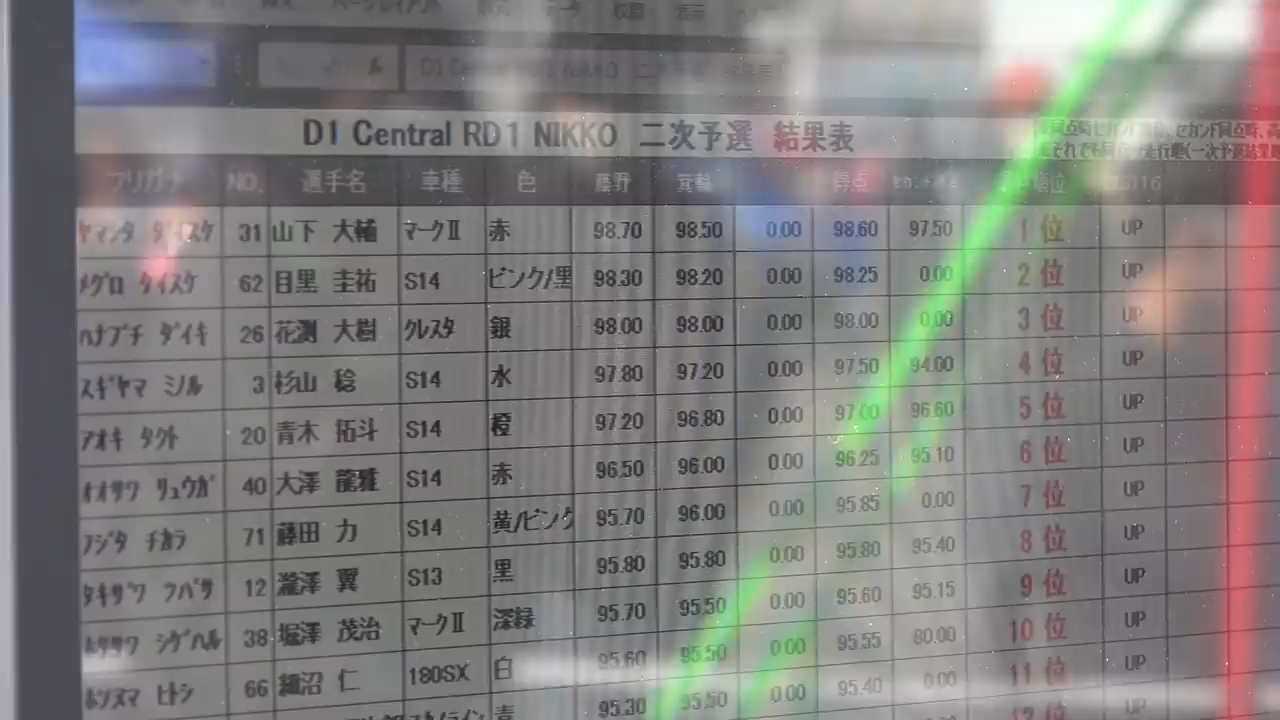 D1 Central RD1 NIKKO 二次予選 結果表
フリガナ NO. 選手名 車種 色 藤野 箕輪 得点 順位
ヤマシタ ダイスケ 31 山下 大輔 マークⅡ 赤 98.70 98.50 0.00 98.60 97.50 1 位 UP
メグロ ケイスケ 62 目黒 圭祐 S14 ピンク/黒 98.30 98.20 0.00 98.25 0.00 2 位 UP
ハナブチ ダイキ 26 花渕 大樹 クレスタ 銀 98.00 98.00 0.00 98.00 0.00 3 位 UP
スギヤマ ミノル 3 杉山 稔 S14 水 97.80 97.20 0.00 97.50 94.00 4 位 UP
アオキ タクト 20 青木 拓斗 S14 橙 97.20 96.80 0.00 97.00 96.60 5 位 UP
オオサワ リュウガ 40 大澤 龍雅 S14 赤 96.50 96.00 0.00 96.25 95.10 6 位 UP
フジタ チカラ 71 藤田 力 S14 黄/ピンク 95.70 96.00 0.00 95.85 0.00 7 位 UP
タキザワ ツバサ 12 瀧澤 翼 S13 黒 95.80 95.80 0.00 95.80 95.40 8 位 UP
ホリサワ シゲハル 38 堀澤 茂治 マークⅡ 深緑 95.70 95.50 0.00 95.60 95.15 9 位 UP
ホソヌマ ヒトシ 66 細沼 仁 180SX 白 95.60 95.50 0.00 95.55 80.00 10 位 UP
青 95.30 95.50 0.00 95.40 0.00 11 位 UP
12 位 UP